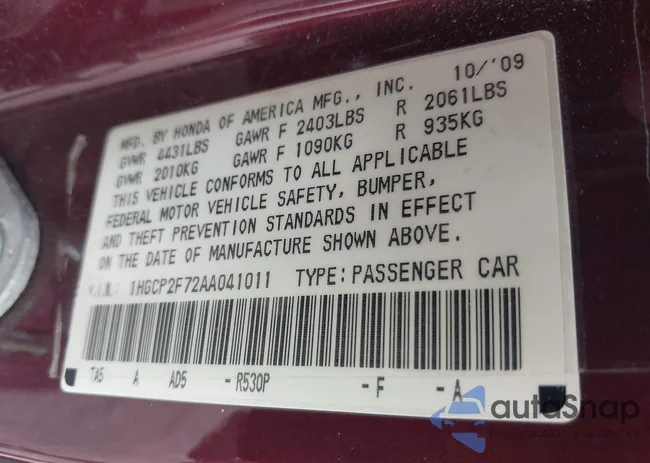 MFD. BY HONDA OF AMERICA MFG., INC. 10/'09
GVWR 4431LBS GAWR F 2403LBS R 2061LBS
GVWR 2010KG GAWR F 1090KG R 935KG
THIS VEHICLE CONFORMS TO ALL APPLICABLE
FEDERAL MOTOR VEHICLE SAFETY, BUMPER,
AND THEFT PREVENTION STANDARDS IN EFFECT
ON THE DATE OF MANUFACTURE SHOWN ABOVE.
V.I.N.: 1HGCP2F72AA041011 TYPE: PASSENGER CAR
TA5 A AD5 -R530P -F -A
autoSnap